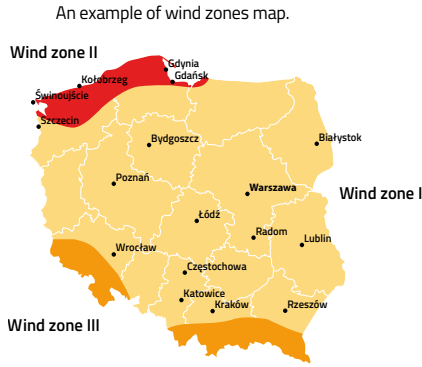 An example of wind zones map.
Wind zone II
Gdynia
Kołobrzeg
Gdańsk
Świnoujście
Szczecin
Bydgoszcz
Białystok
Poznań
Warszawa
Wind zone I
Łódź
Radom
Lublin
Wrocław
Częstochowa
Katowice
Kraków
Rzeszów
Wind zone III